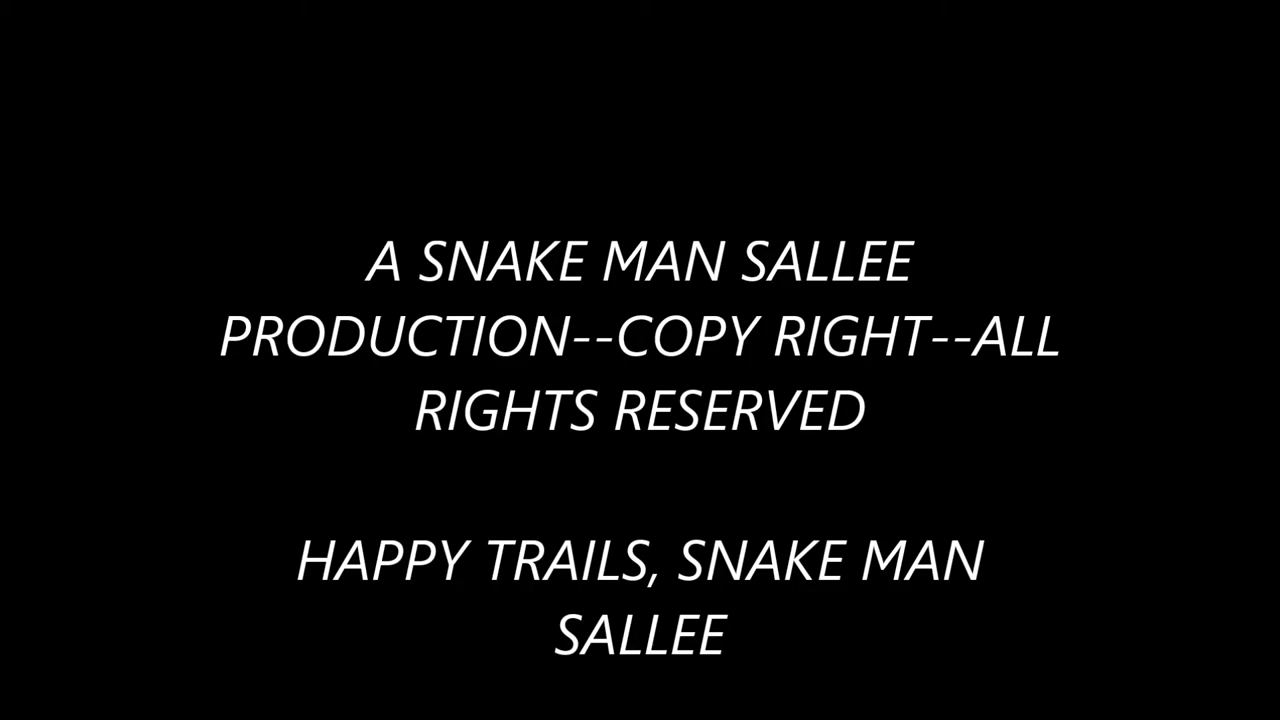 A SNAKE MAN SALLEE
PRODUCTION--COPY RIGHT--ALL
RIGHTS RESERVED
HAPPY TRAILS, SNAKE MAN
SALLEE